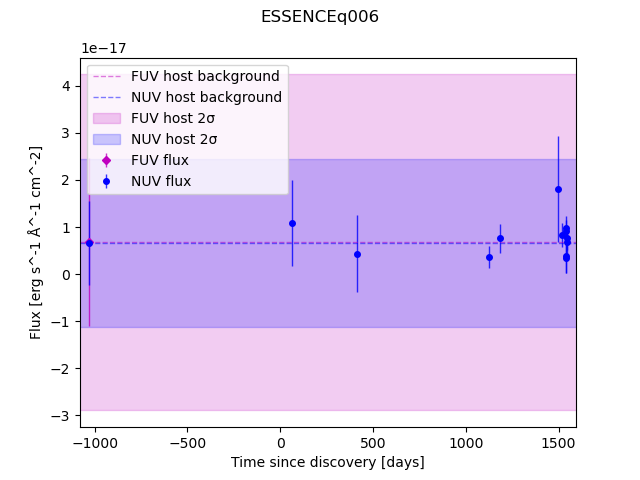 ESSENCEq006
1e−17
FUV host background
NUV host background
FUV host 2σ
NUV host 2σ
FUV flux
NUV flux
4
3
2
1
0
−1
−2
−3
Flux [erg s^-1 Å^-1 cm^-2]
−1000
−500
0
500
1000
1500
Time since discovery [days]